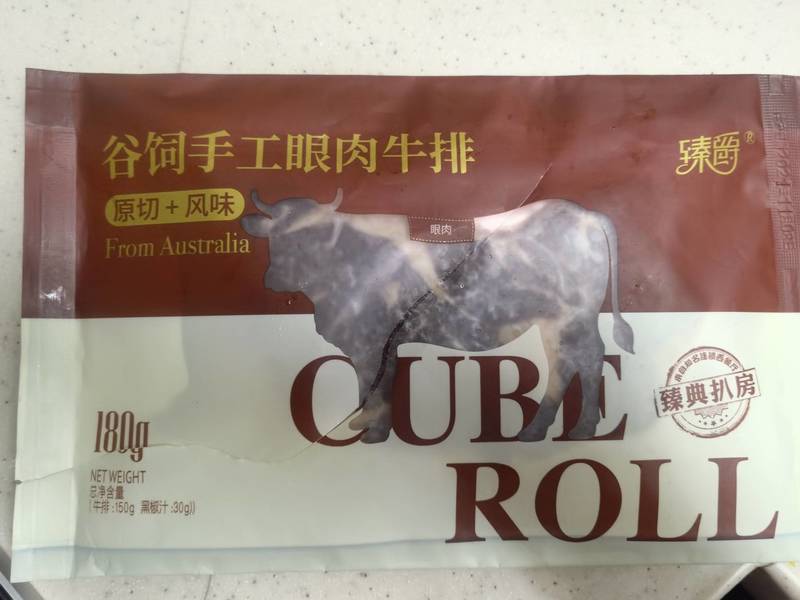 谷饲手工眼肉牛排
臻爵®
原切+风味
From Australia
眼肉
CUBE
ROLL
臻典扒房
180g
NET WEIGHT
总净含量
(牛排:150g 黑椒汁:30g))